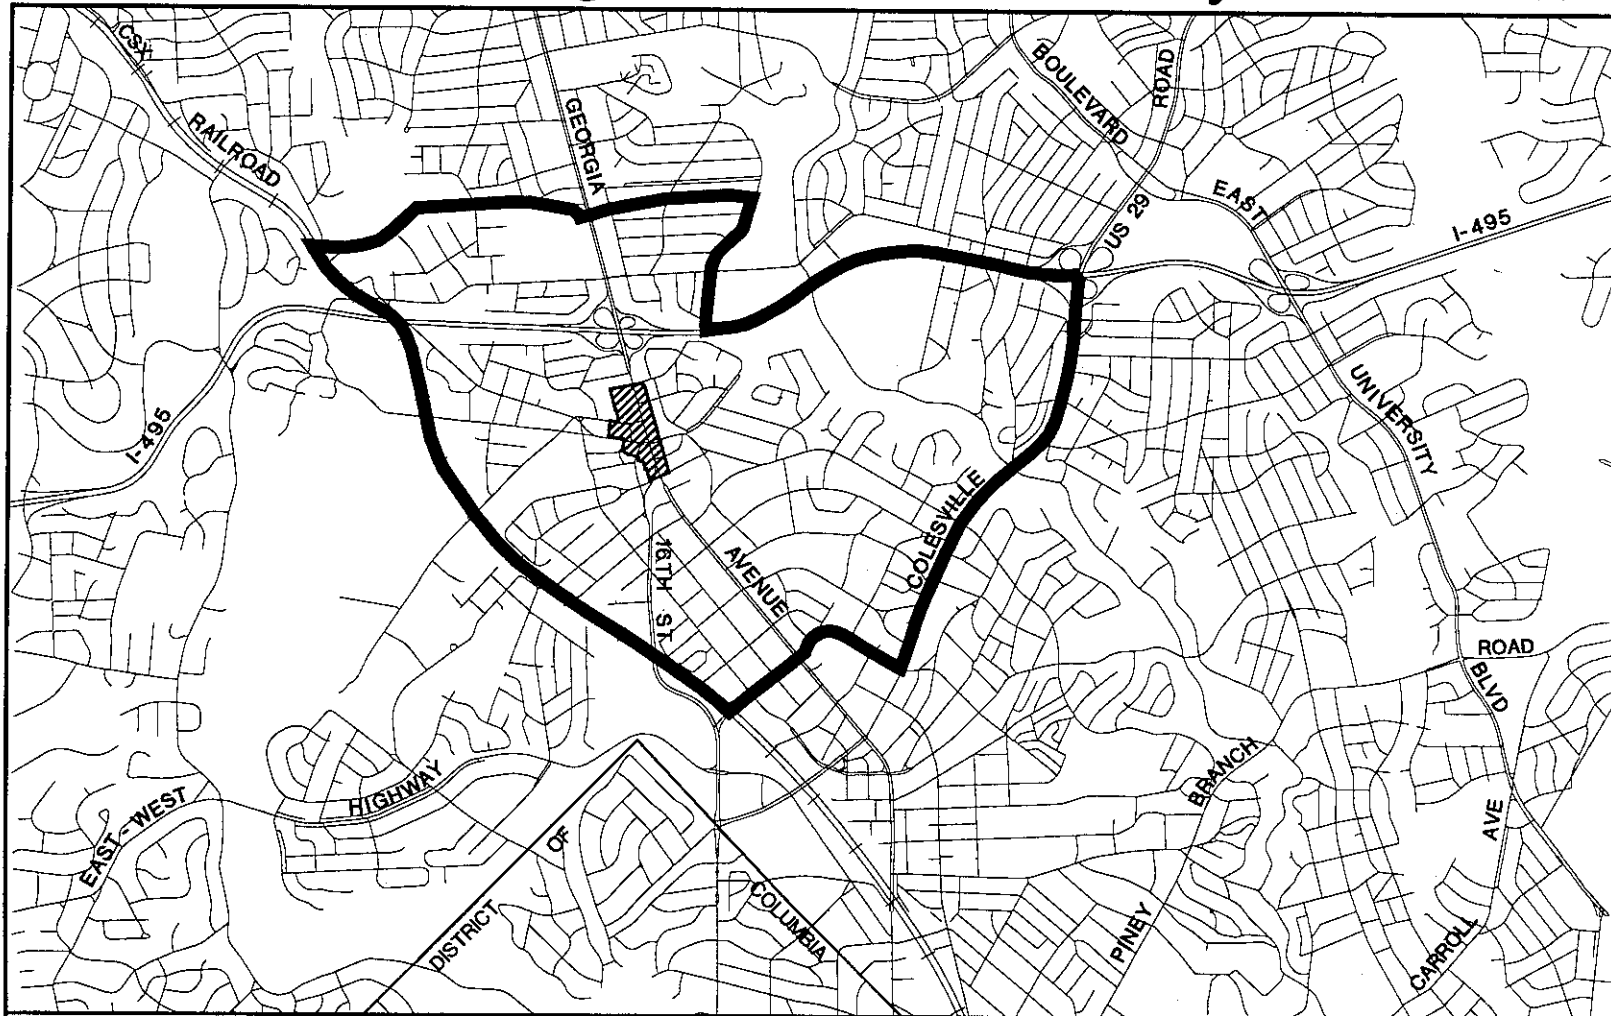 CSX
RAILROAD
GEORGIA
BOULEVARD
ROAD
US 29
EAST
I-495
I-495
UNIVERSITY
COLESVILLE
16TH ST.
AVENUE
ROAD
BLVD
EAST - WEST
HIGHWAY
BRANCH
AVE
DISTRICT
OF
COLUMBIA
PINEY
CARROLL